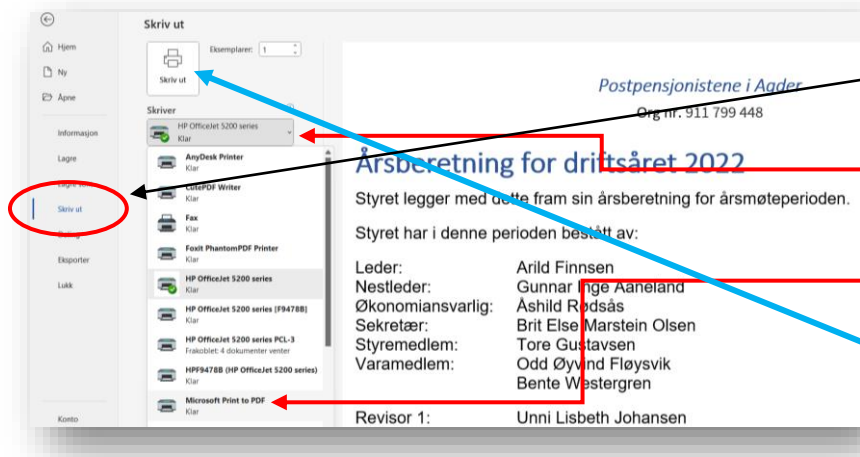 Skriv ut
Hjem
Ny
Åpne
Informasjon
Lagre
Skriv ut
Eksporter
Lukk
Konto
Eksemplarer: 1
Skriv ut
Skriver
HP OfficeJet 5200 series
Klar
AnyDesk Printer
Klar
CutePDF Writer
Klar
Fax
Klar
Foxit PhantomPDF Printer
Klar
HP OfficeJet 5200 series
Klar
HP OfficeJet 5200 series [F9478B]
Klar
HP OfficeJet 5200 series PCL-3
Frakoblet: 4 dokumenter venter
HPF9478B (HP OfficeJet 5200 series)
Klar
Microsoft Print to PDF
Klar
Postpensjonistene i Agder
Org nr. 911 799 448
Årsberetning for driftsåret 2022
Styret legger med dette fram sin årsberetning for årsmøteperioden.
Styret har i denne perioden bestått av:
Leder: Arild Finnsen
Nestleder: Gunnar Inge Aaneland
Økonomiansvarlig: Åshild Rødsås
Sekretær: Brit Else Marstein Olsen
Styremedlem: Tore Gustavsen
Varamedlem: Odd Øyvind Fløysvik
Bente Westergren
Revisor 1: Unni Lisbeth Johansen